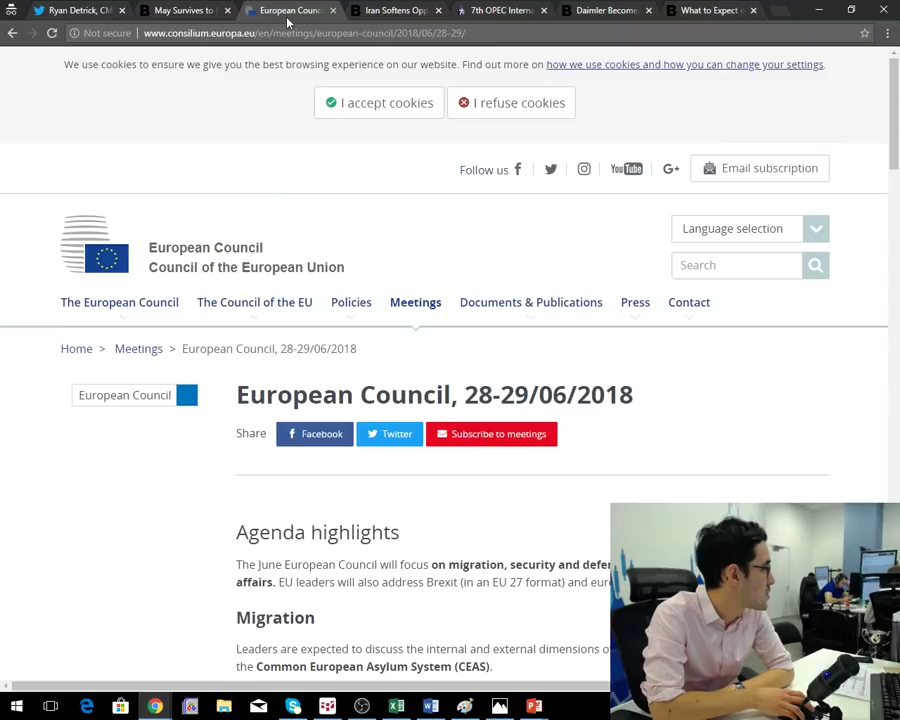 Ryan Detrick, CM
May Survives to
European Counc
Iran Softens Opp
7th OPEC Interna
Daimler Become
What to Expect
Not secure
www.consilium.europa.eu/en/meetings/european-council/2018/06/28-29/
We use cookies to ensure we give you the best browsing experience on our website. Find out more on how we use cookies and how you can change your settings.
I accept cookies
I refuse cookies
Follow us
You Tube
G+
Email subscription
European Council
Council of the European Union
Language selection
Search
The European Council
The Council of the EU
Policies
Meetings
Documents & Publications
Press
Contact
Home > Meetings > European Council, 28-29/06/2018
European Council
European Council, 28-29/06/2018
Share
Facebook
Twitter
Subscribe to meetings
Agenda highlights
The June European Council will focus on migration, security and defe
affairs. EU leaders will also address Brexit (in an EU 27 format) and eur
Migration
Leaders are expected to discuss the internal and external dimensions o
the Common European Asylum System (CEAS).